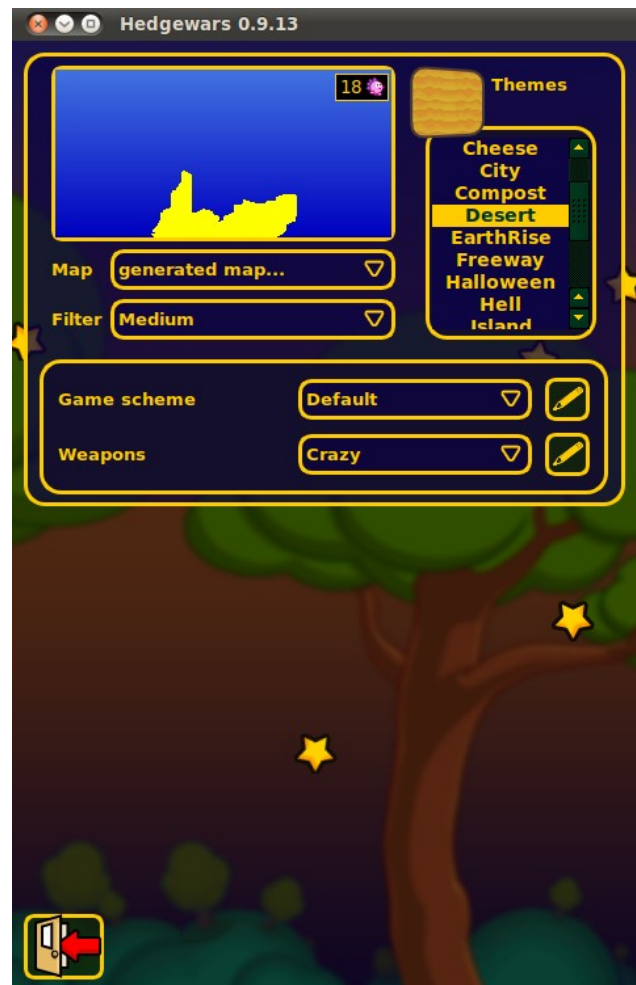 Hedgewars 0.9.13
18
Themes
Cheese
City
Compost
Desert
EarthRise
Freeway
Halloween
Hell
Island
Map generated map...
Filter Medium
Game scheme Default
Weapons Crazy